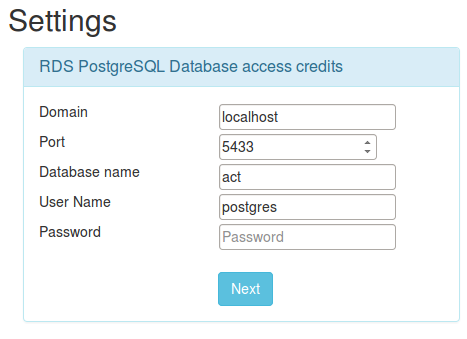 Settings
RDS PostgreSQL Database access credits
Domain localhost
Port 5433
Database name act
User Name postgres
Password Password
Next